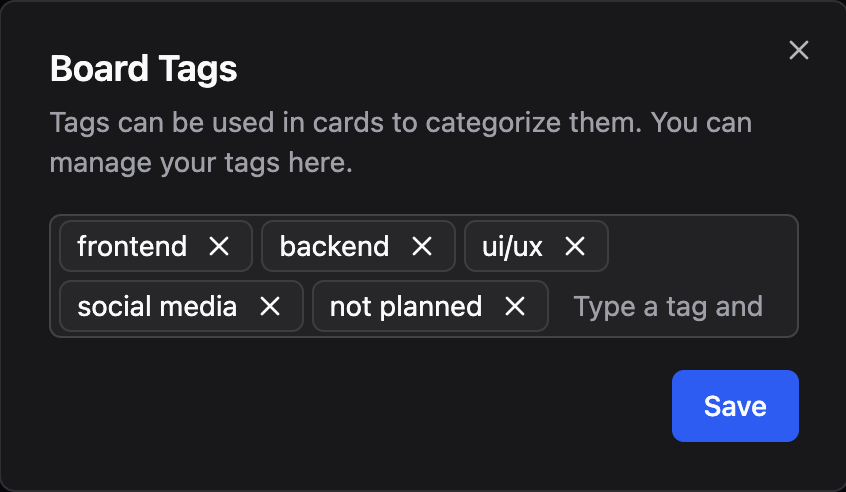 Board Tags
Tags can be used in cards to categorize them. You can
manage your tags here.
frontend backend ui/ux
social media not planned Type a tag and
Save